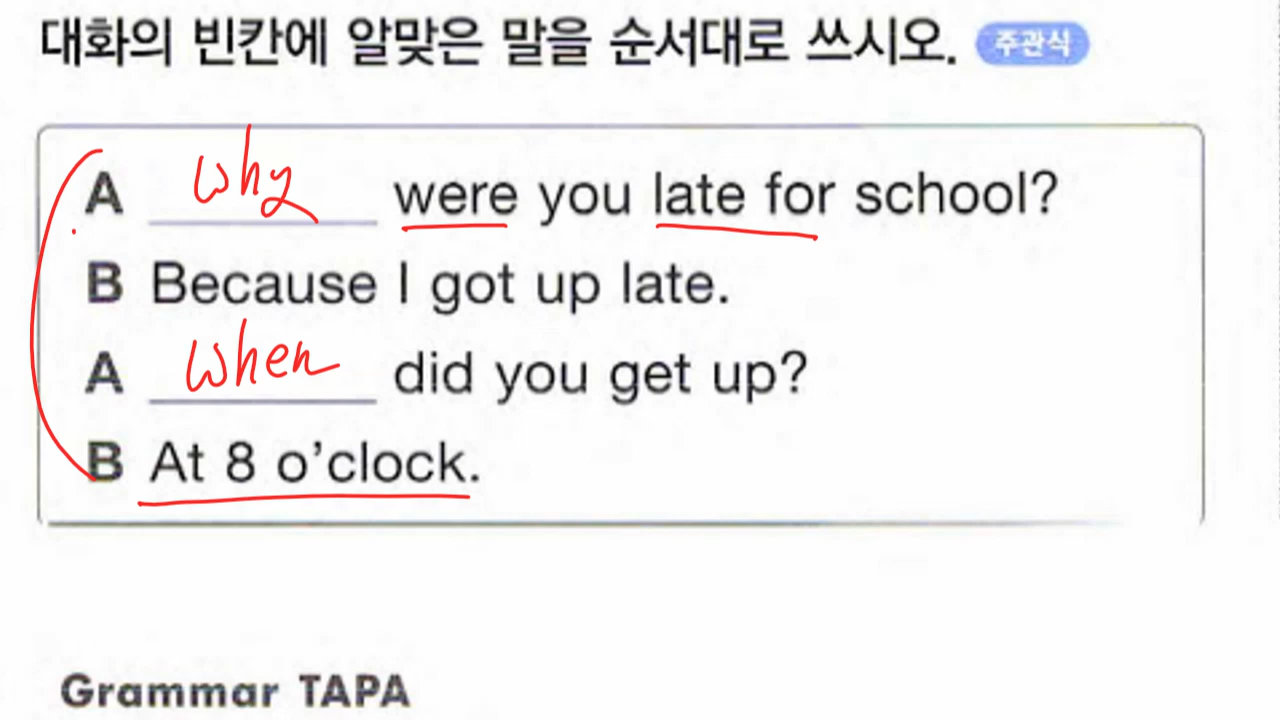 대화의 빈칸에 알맞은 말을 순서대로 쓰시오. 주관식
A why were you late for school?
B Because I got up late.
A when did you get up?
B At 8 o'clock.
Grammar TAPA